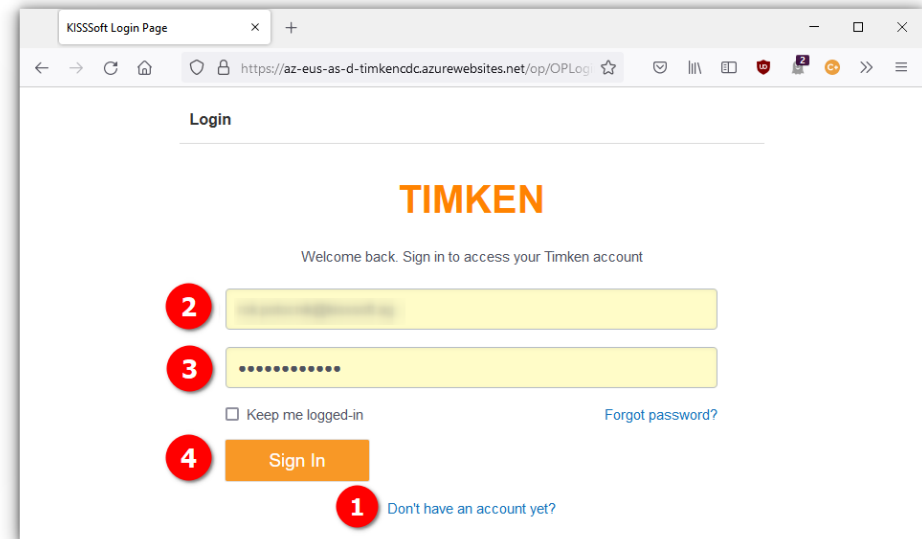 KISSSoft Login Page
https://az-eus-as-d-timkencdc.azurewebsites.net/op/OPLogi
2
Login
TIMKEN
Welcome back. Sign in to access your Timken account
2
3 ••••••••••••
Keep me logged-in Forgot password?
4 Sign In
1 Don't have an account yet?